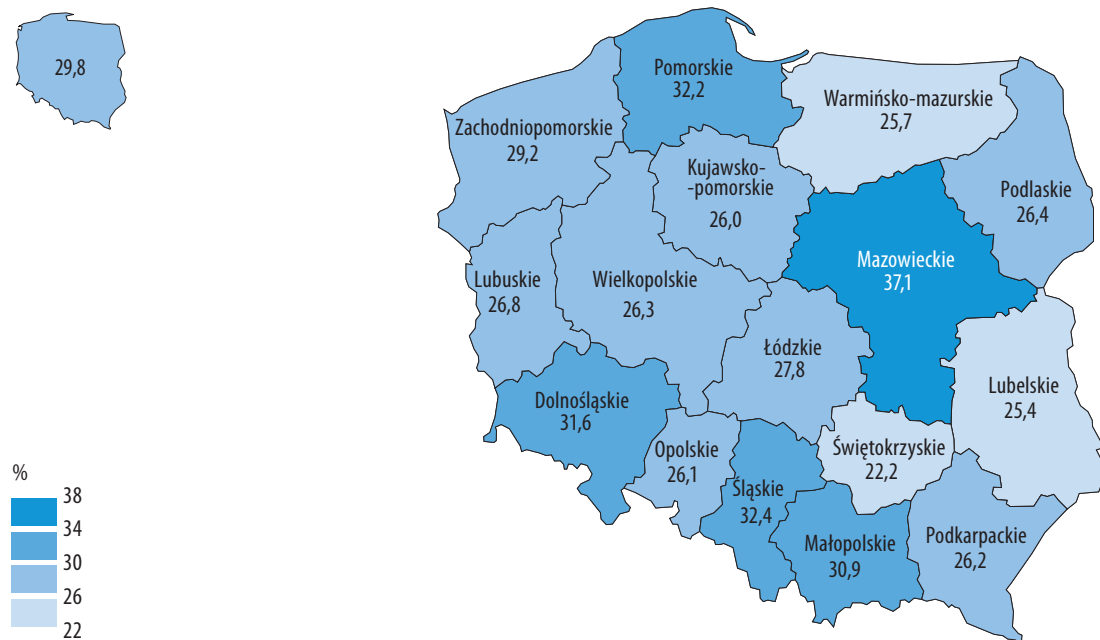 29,8
Pomorskie
32,2
Warmińsko-mazurskie
25,7
Zachodniopomorskie
29,2
Kujawsko-
-pomorskie
26,0
Podlaskie
26,4
Mazowieckie
37,1
Lubuskie
26,8
Wielkopolskie
26,3
Łódzkie
27,8
Lubelskie
25,4
Dolnośląskie
31,6
Opolskie
26,1
Śląskie
32,4
Świętokrzyskie
22,2
Małopolskie
30,9
Podkarpackie
26,2
%
38
34
30
26
22